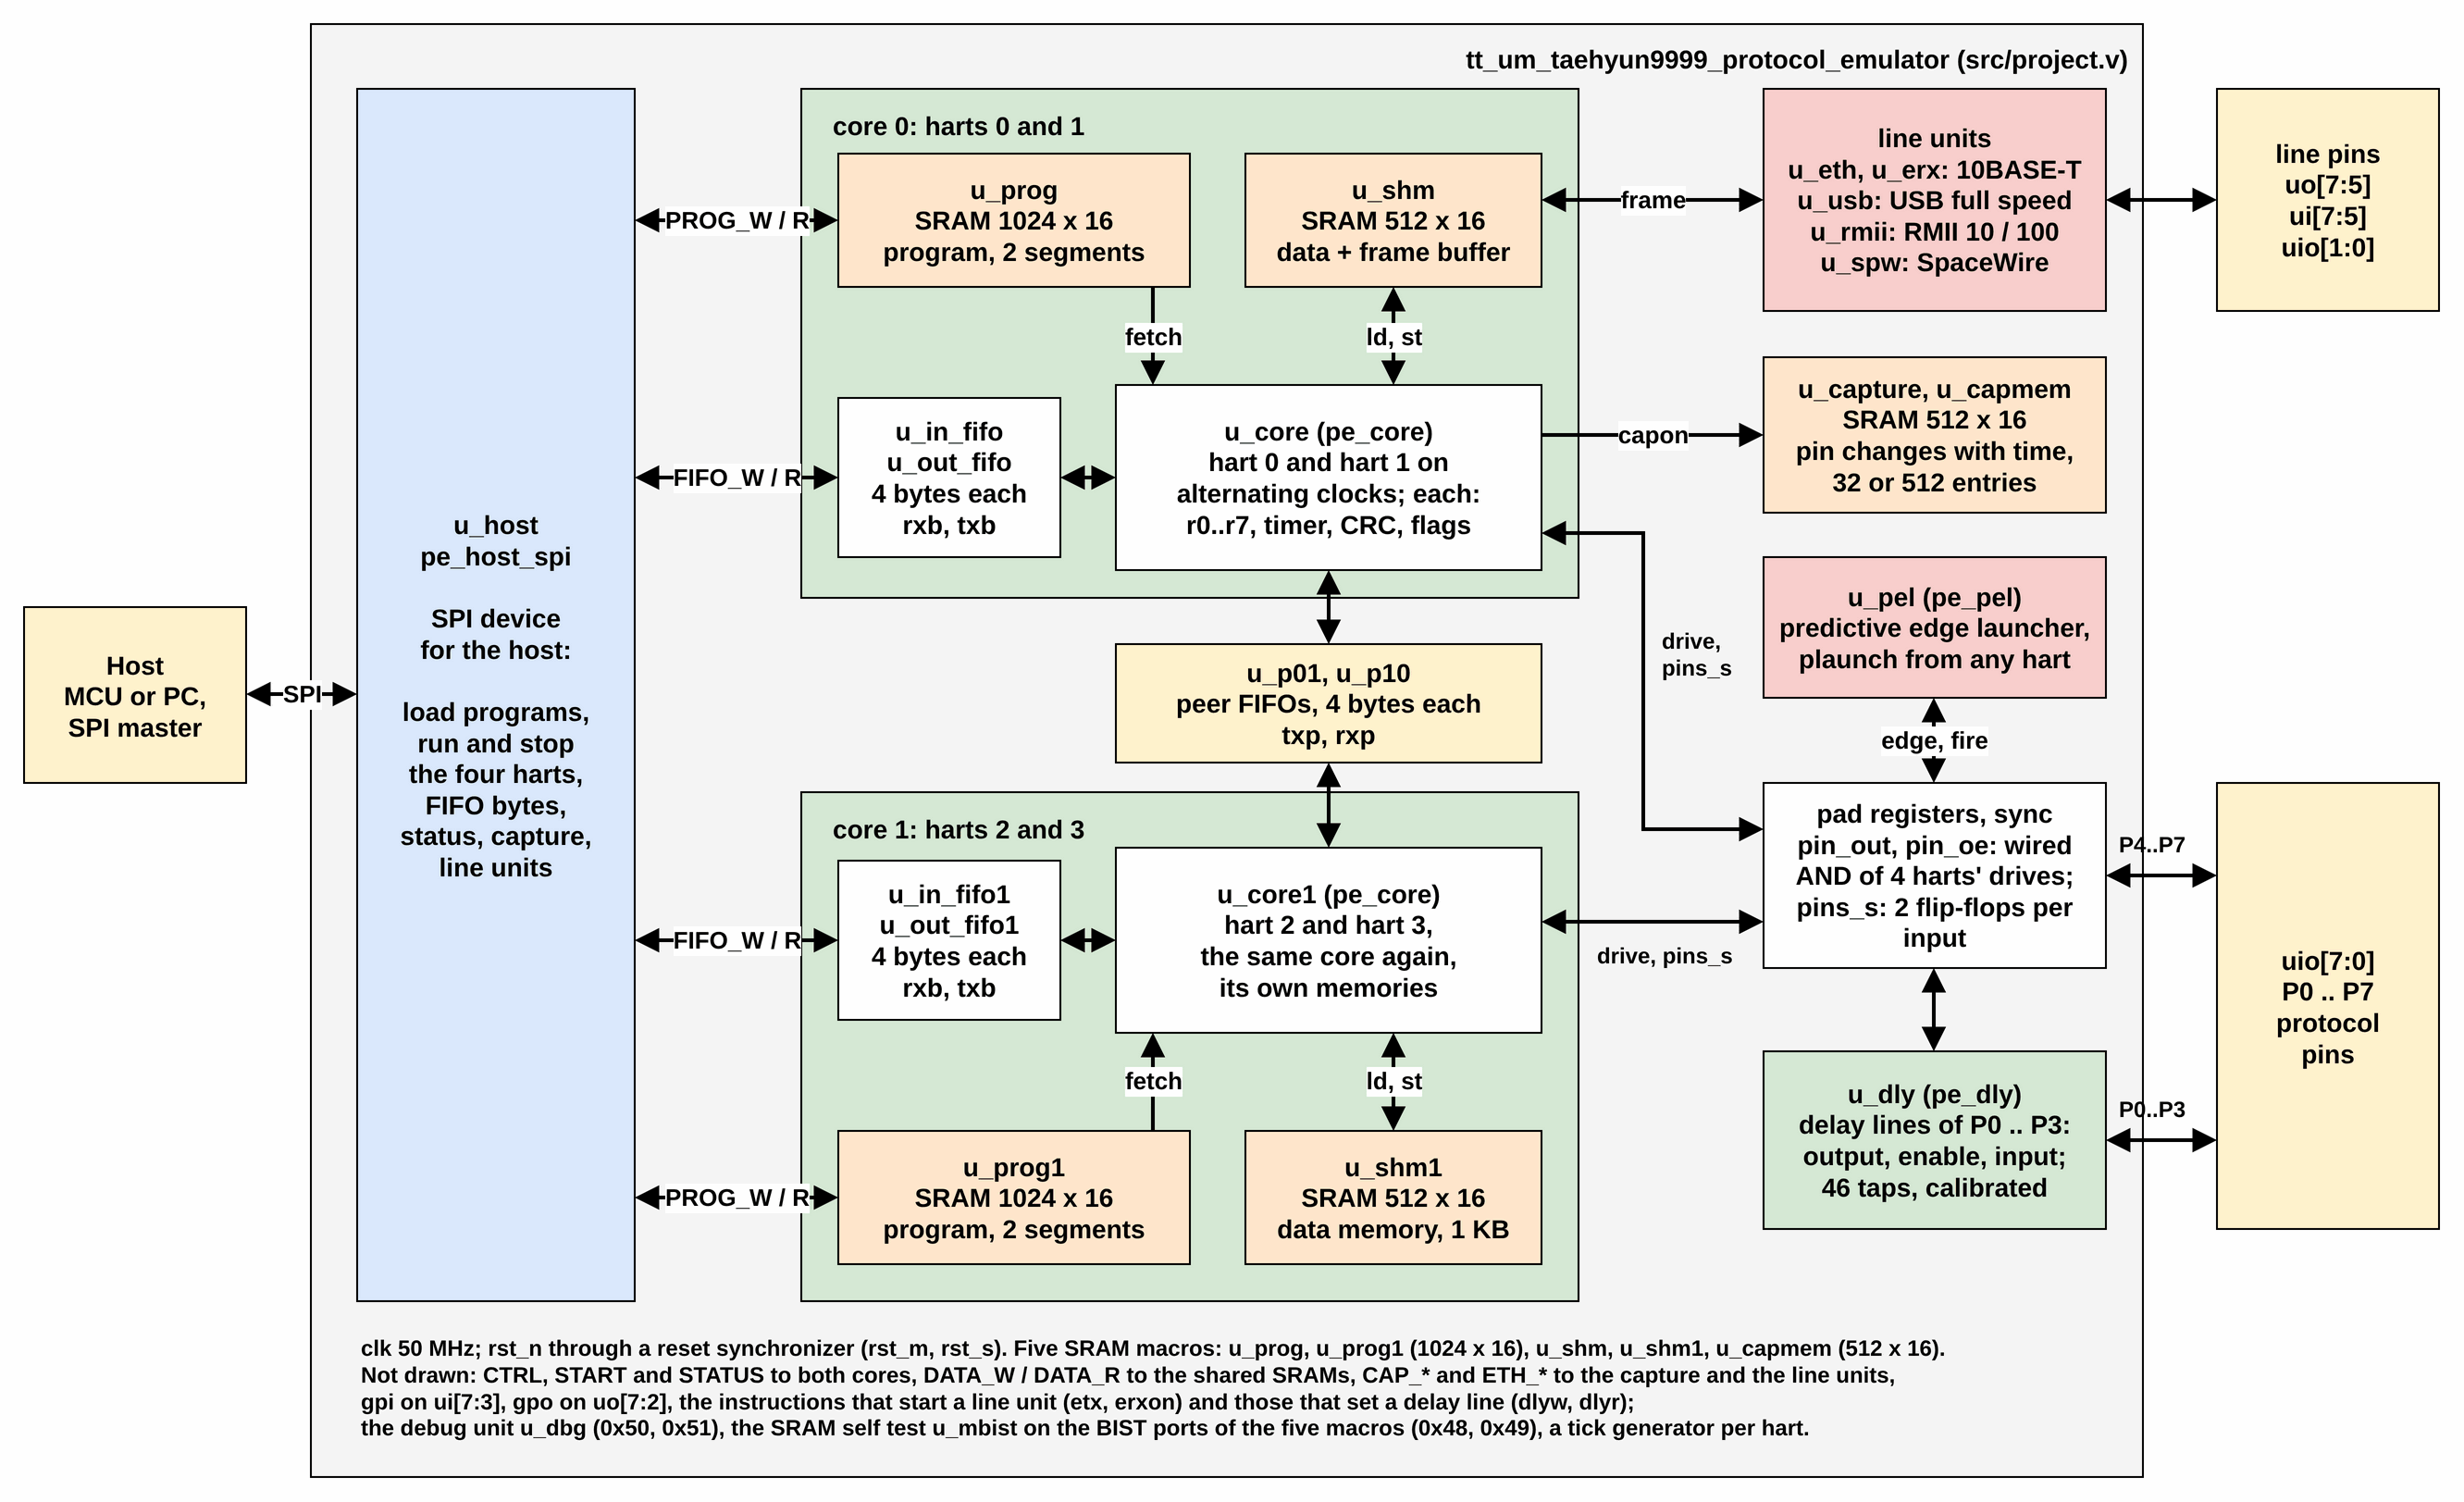 tt_um_taehyun9999_protocol_emulator (src/project.v)
Host
MCU or PC,
SPI master
SPI
u_host
pe_host_spi
SPI device
for the host:
load programs,
run and stop
the four harts,
FIFO bytes,
status, capture,
line units
PROG_W / R
FIFO_W / R
FIFO_W / R
PROG_W / R
core 0: harts 0 and 1
u_prog
SRAM 1024 x 16
program, 2 segments
u_shm
SRAM 512 x 16
data + frame buffer
fetch
ld, st
u_in_fifo
u_out_fifo
4 bytes each
rxb, txb
u_core (pe_core)
hart 0 and hart 1 on
alternating clocks; each:
r0..r7, timer, CRC, flags
u_p01, u_p10
peer FIFOs, 4 bytes each
txp, rxp
core 1: harts 2 and 3
u_in_fifo1
u_out_fifo1
4 bytes each
rxb, txb
u_core1 (pe_core)
hart 2 and hart 3,
the same core again,
its own memories
fetch
ld, st
u_prog1
SRAM 1024 x 16
program, 2 segments
u_shm1
SRAM 512 x 16
data memory, 1 KB
frame
capon
drive,
pins_s
drive, pins_s
line units
u_eth, u_erx: 10BASE-T
u_usb: USB full speed
u_rmii: RMII 10 / 100
u_spw: SpaceWire
u_capture, u_capmem
SRAM 512 x 16
pin changes with time,
32 or 512 entries
u_pel (pe_pel)
predictive edge launcher,
plaunch from any hart
edge, fire
pad registers, sync
pin_out, pin_oe: wired
AND of 4 harts' drives;
pins_s: 2 flip-flops per
input
u_dly (pe_dly)
delay lines of P0 .. P3:
output, enable, input;
46 taps, calibrated
line pins
uo[7:5]
ui[7:5]
uio[1:0]
P4..P7
P0..P3
uio[7:0]
P0 .. P7
protocol
pins
clk 50 MHz; rst_n through a reset synchronizer (rst_m, rst_s). Five SRAM macros: u_prog, u_prog1 (1024 x 16), u_shm, u_shm1, u_capmem (512 x 16).
Not drawn: CTRL, START and STATUS to both cores, DATA_W / DATA_R to the shared SRAMs, CAP_* and ETH_* to the capture and the line units,
gpi on ui[7:3], gpo on uo[7:2], the instructions that start a line unit (etx, erxon) and those that set a delay line (dlyw, dlyr);
the debug unit u_dbg (0x50, 0x51), the SRAM self test u_mbist on the BIST ports of the five macros (0x48, 0x49), a tick generator per hart.